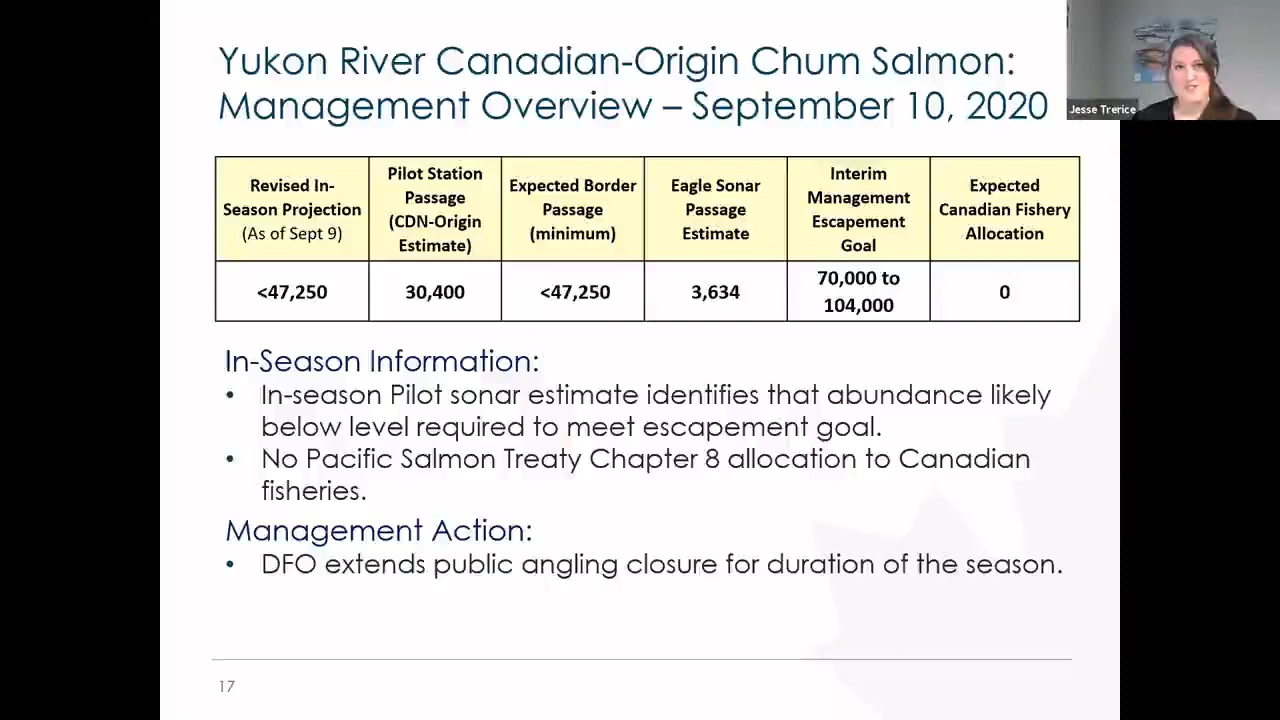 Yukon River Canadian-Origin Chum Salmon:
Management Overview – September 10, 2020
Jesse Trerice
Revised In-
Season Projection
(As of Sept 9)
Pilot Station
Passage
(CDN-Origin
Estimate)
Expected Border
Passage
(minimum)
Eagle Sonar
Passage
Estimate
Interim
Management
Escapement
Goal
Expected
Canadian Fishery
Allocation
<47,250
30,400
<47,250
3,634
70,000 to
104,000
0
In-Season Information:
• In-season Pilot sonar estimate identifies that abundance likely
below level required to meet escapement goal.
• No Pacific Salmon Treaty Chapter 8 allocation to Canadian
fisheries.
Management Action:
• DFO extends public angling closure for duration of the season.
17